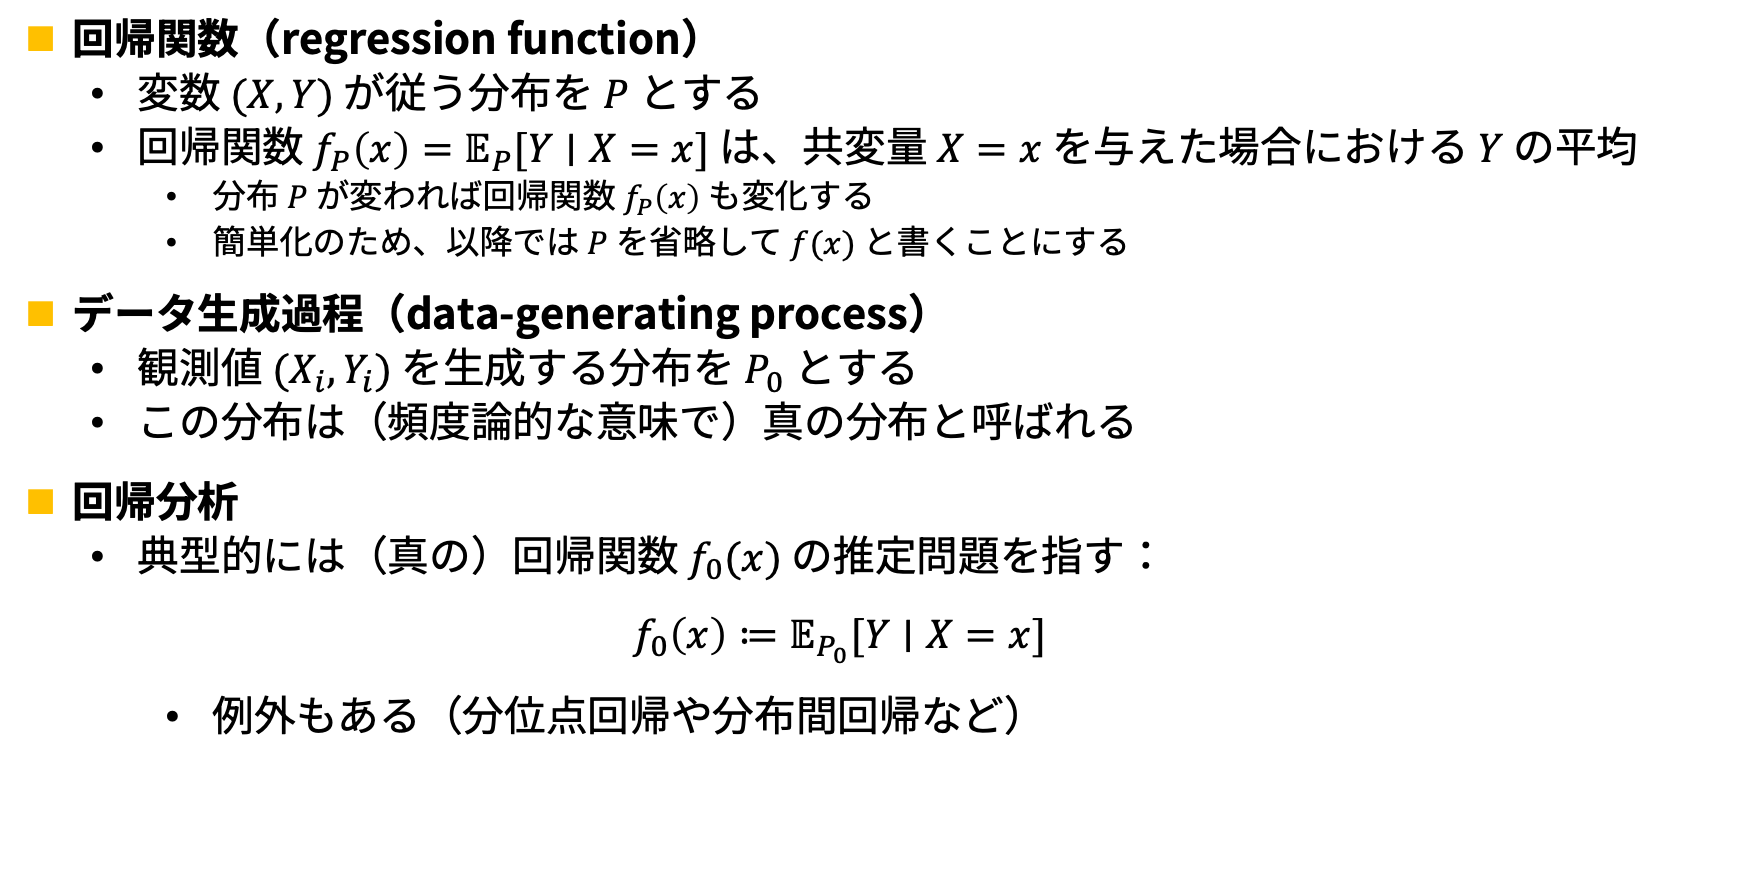 ■ 回帰関数（regression function）
• 変数 (X, Y) が従う分布を P とする
• 回帰関数 f_P(x) = 𝔼_P[Y | X = x] は、共変量 X = x を与えた場合における Y の平均
• 分布 P が変われば回帰関数 f_P(x) も変化する
• 簡単化のため、以降では P を省略して f(x) と書くことにする
■ データ生成過程（data-generating process）
• 観測値 (X_i, Y_i) を生成する分布を P_0 とする
• この分布は（頻度論的な意味で）真の分布と呼ばれる
■ 回帰分析
• 典型的には（真の）回帰関数 f_0(x) の推定問題を指す：
f_0(x) ≔ 𝔼_{P_0}[Y | X = x]
• 例外もある（分位点回帰や分布間回帰など）